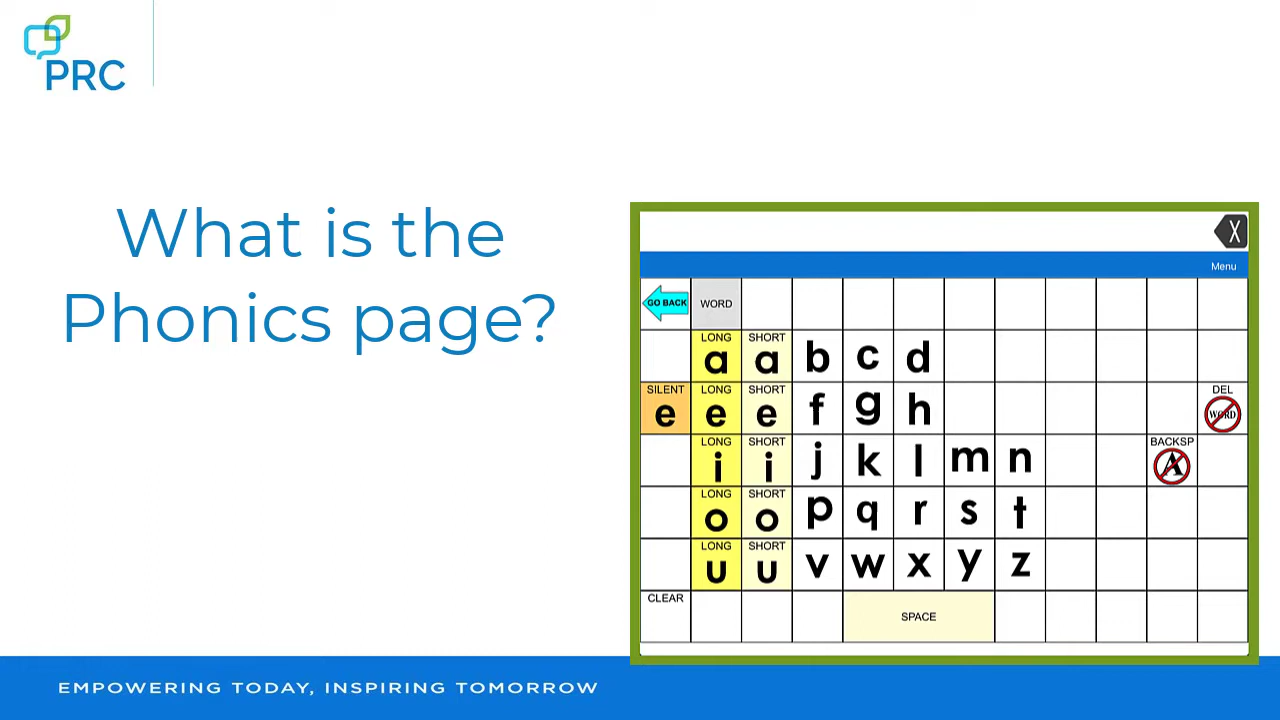 PRC
What is the
Phonics page?
X
Menu
GO BACK WORD
LONG SHORT
a a b c d
SILENT LONG SHORT DEL
e e e f g h WORD
LONG SHORT BACKSP
i i j k l m n A
LONG SHORT
o o p q r s t
LONG SHORT
u u v w x y z
CLEAR SPACE
EMPOWERING TODAY, INSPIRING TOMORROW